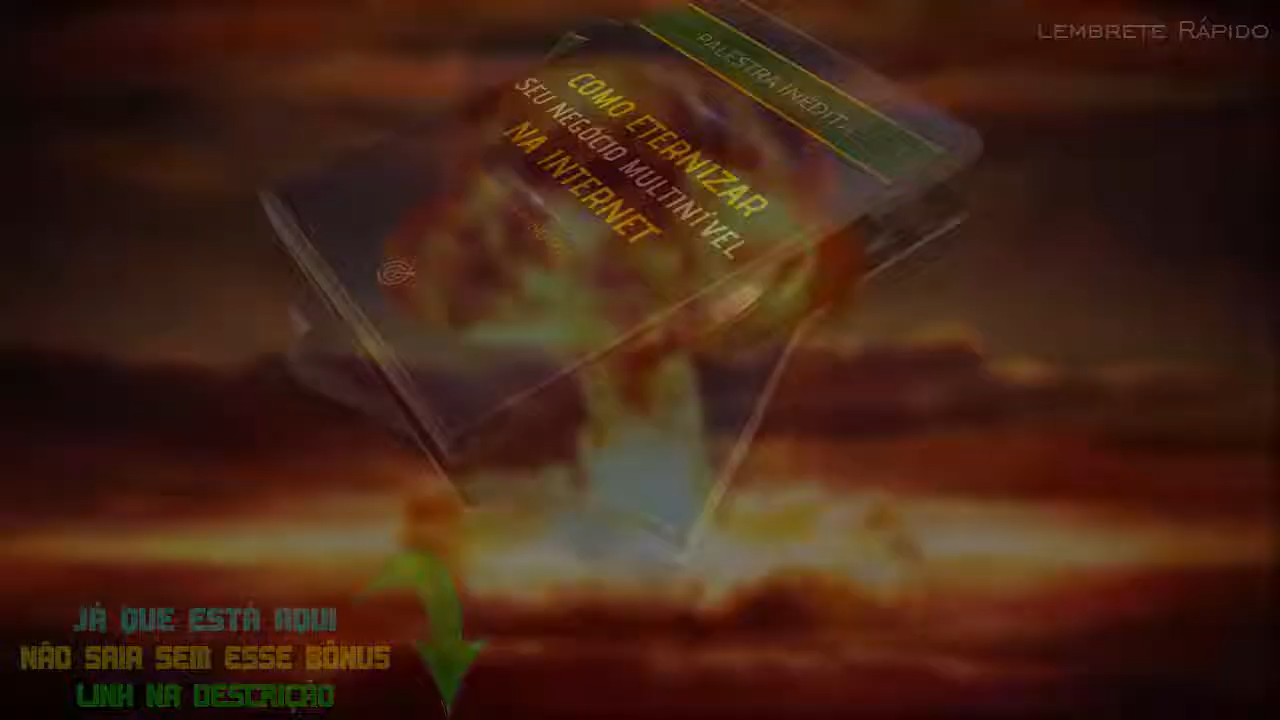 LEMBRETE RÁPIDO
PALESTRA INÉDITA
COMO ETERNIZAR
SEU NEGÓCIO MULTINÍVEL
NA INTERNET
JÁ QUE ESTÁ AQUI
NÃO SAIA SEM ESSE BÔNUS
LINK NA DESCRIÇÃO